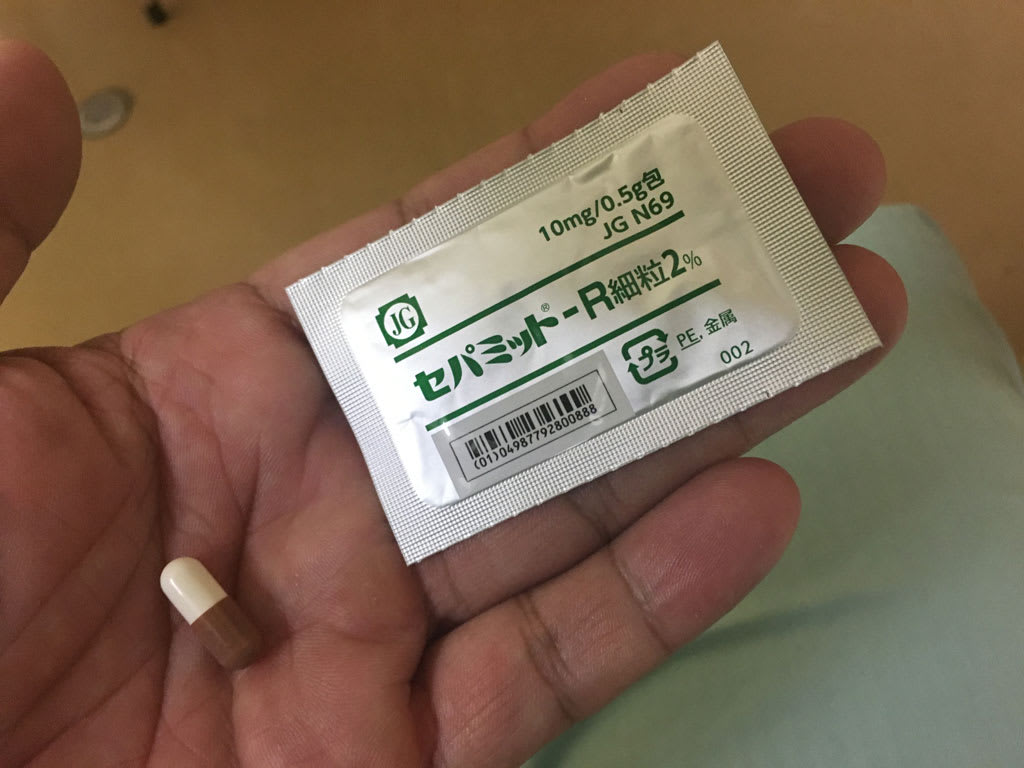 10mg/0.5g包
JG N69
JG
セパミット®-R細粒2%
プラ
PE, 金属
002
(01)04987792800888